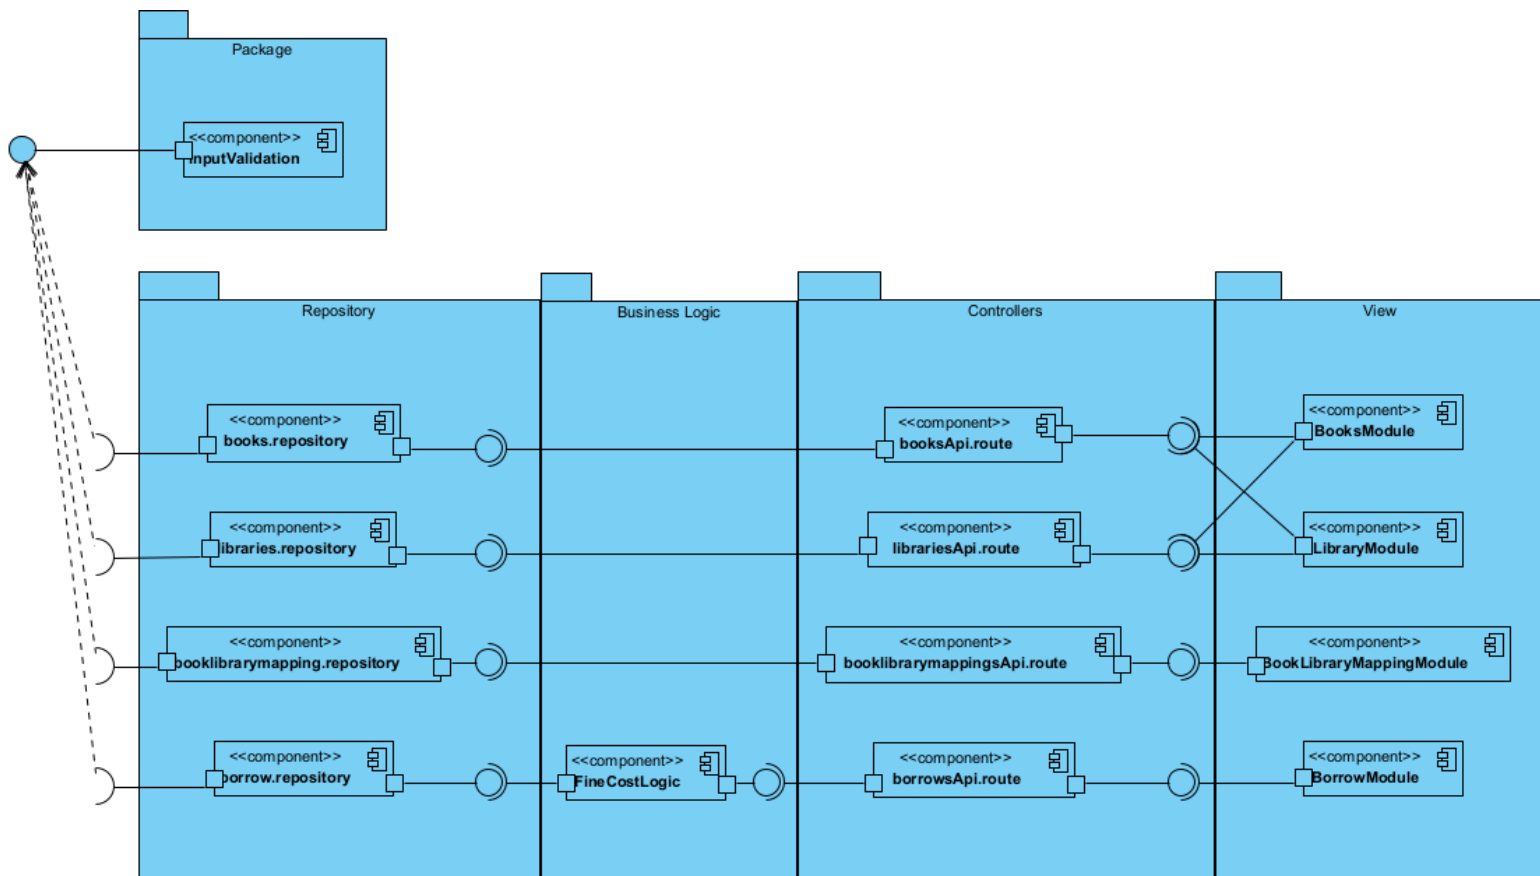 Package
<<component>>
InputValidation
Repository
Business Logic
Controllers
View
<<component>>
books.repository
<<component>>
booksApi.route
<<component>>
BooksModule
<<component>>
libraries.repository
<<component>>
librariesApi.route
<<component>>
LibraryModule
<<component>>
booklibrarymapping.repository
<<component>>
booklibrarymappingsApi.route
<<component>>
BookLibraryMappingModule
<<component>>
borrow.repository
<<component>>
FineCostLogic
<<component>>
borrowsApi.route
<<component>>
BorrowModule